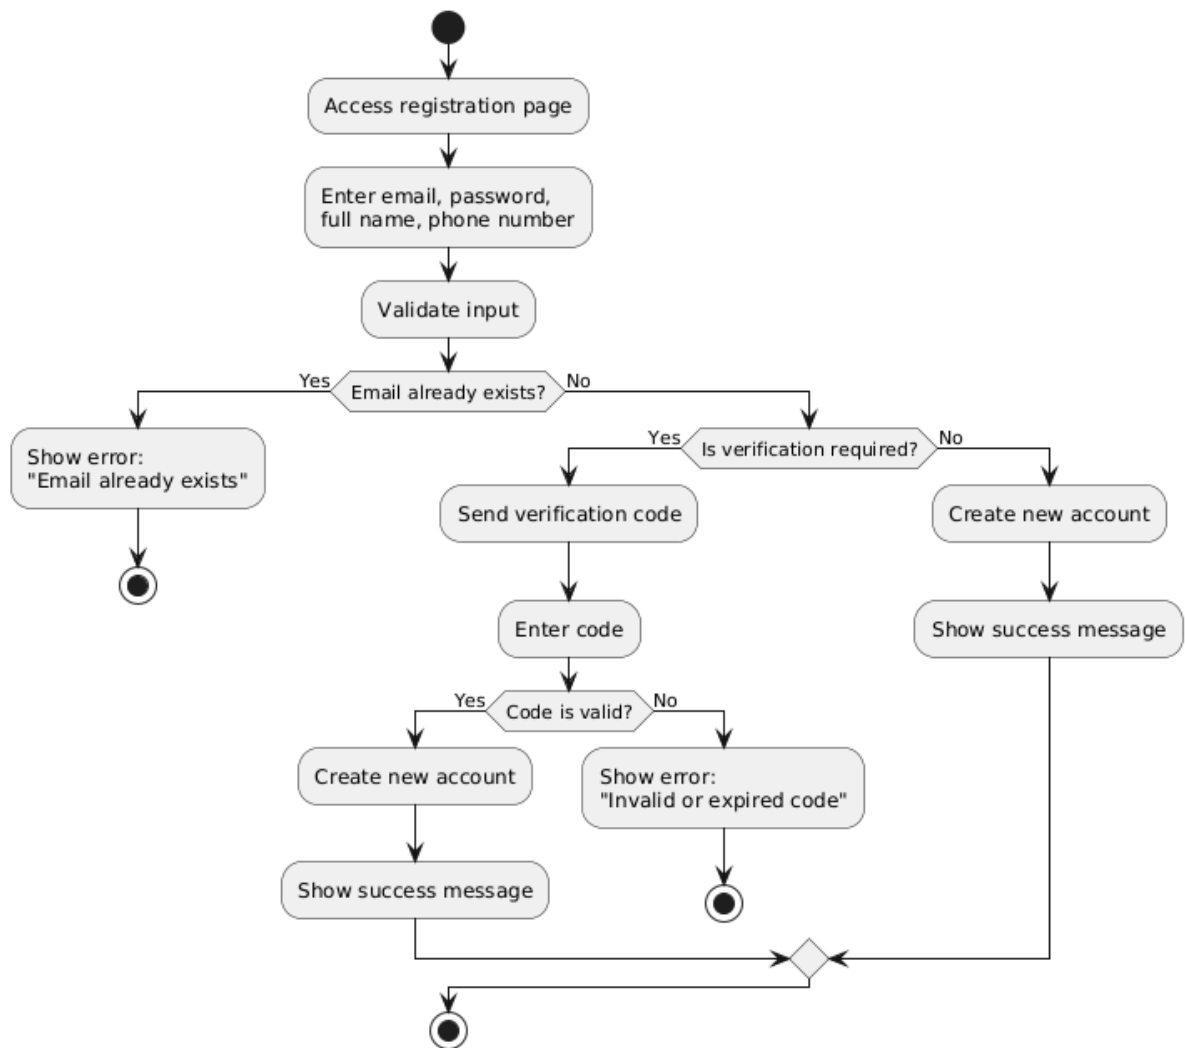 Access registration page
Enter email, password,
full name, phone number
Validate input
Yes
Email already exists?
No
Show error:
"Email already exists"
Yes
Is verification required?
No
Send verification code
Create new account
Enter code
Show success message
Yes
Code is valid?
No
Create new account
Show error:
"Invalid or expired code"
Show success message